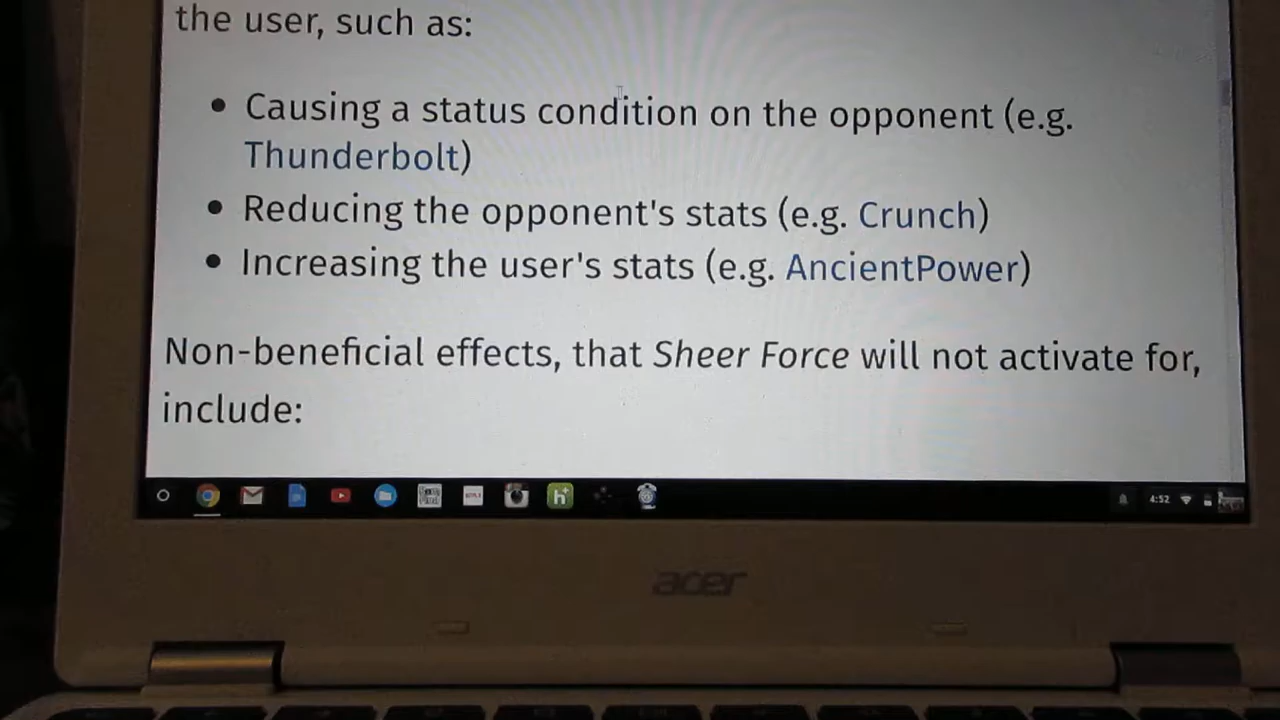 the user, such as:
• Causing a status condition on the opponent (e.g.
Thunderbolt)
• Reducing the opponent's stats (e.g. Crunch)
• Increasing the user's stats (e.g. AncientPower)
Non-beneficial effects, that Sheer Force will not activate for,
include:
h+
4:52
acer